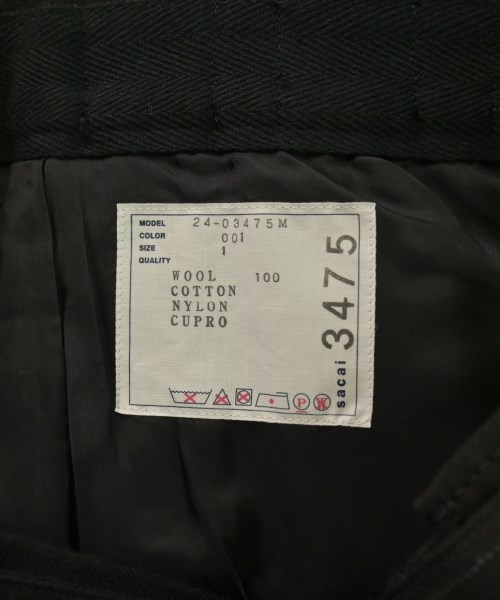 MODEL 24-03475M
COLOR 001
SIZE 1
QUALITY
WOOL 100
COTTON
NYLON
CUPRO
P W
sacai 3475